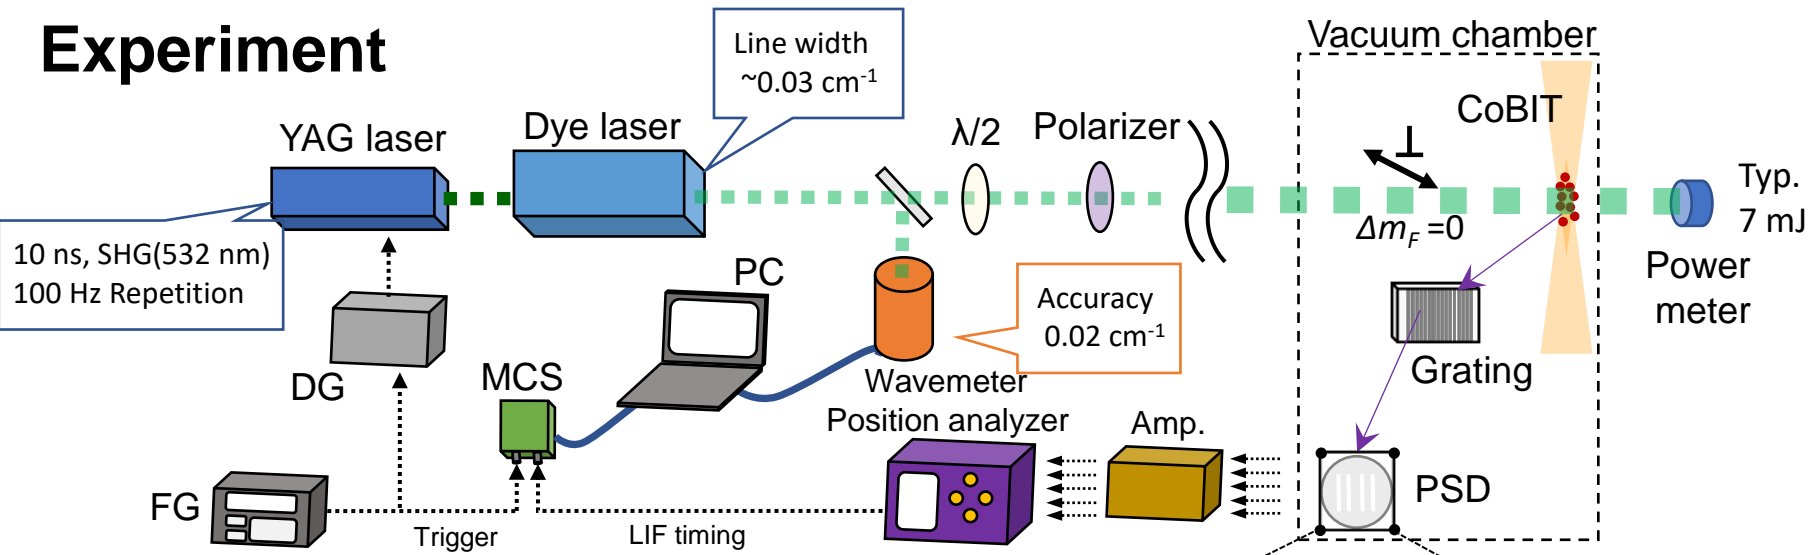 Experiment
Line width
~0.03 cm-1
Vacuum chamber
YAG laser
Dye laser
λ/2
Polarizer
CoBIT
⊥
Typ.
7 mJ
ΔmF =0
10 ns, SHG(532 nm)
100 Hz Repetition
PC
Accuracy
0.02 cm-1
Power
meter
DG
MCS
Wavemeter
Grating
Position analyzer
Amp.
FG
PSD
Trigger
LIF timing